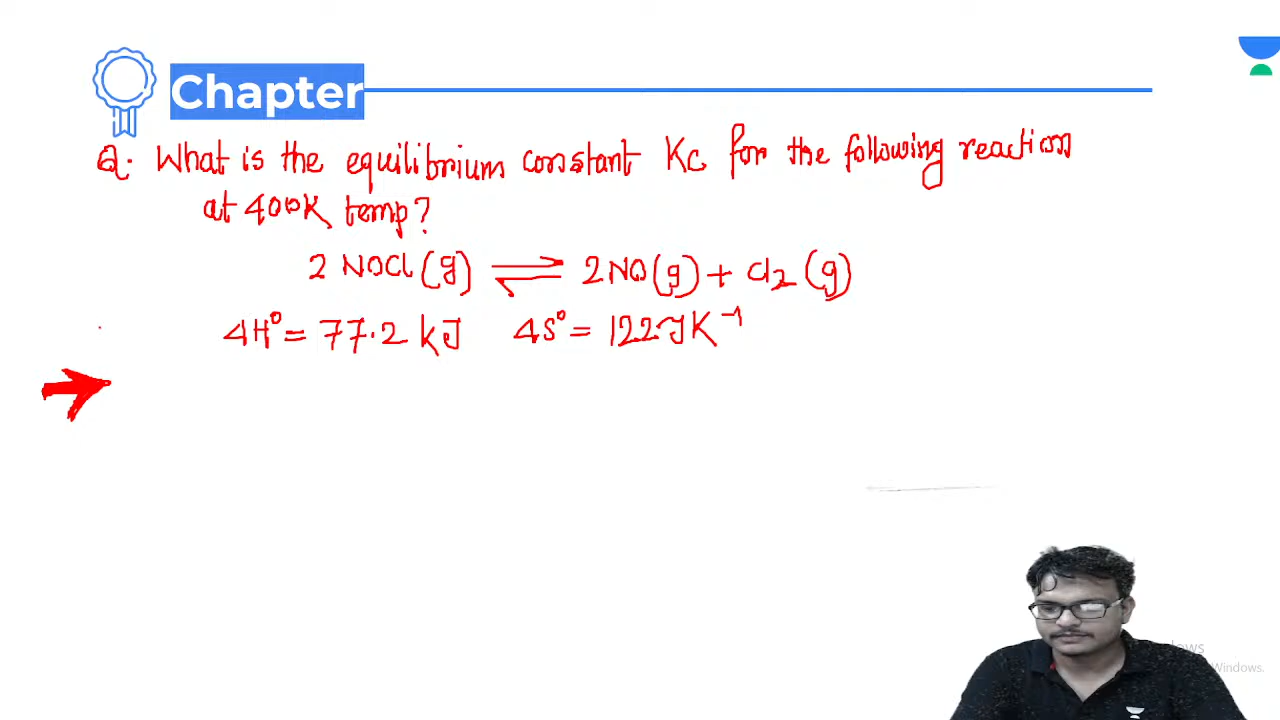 Chapter
Q. What is the equilibrium constant Kc for the following reaction
at 400K temp?
2 NOCl(g) ⇌ 2NO(g) + Cl2(g)
ΔH° = 77.2 kJ ΔS° = 122 JK⁻¹
Windows.